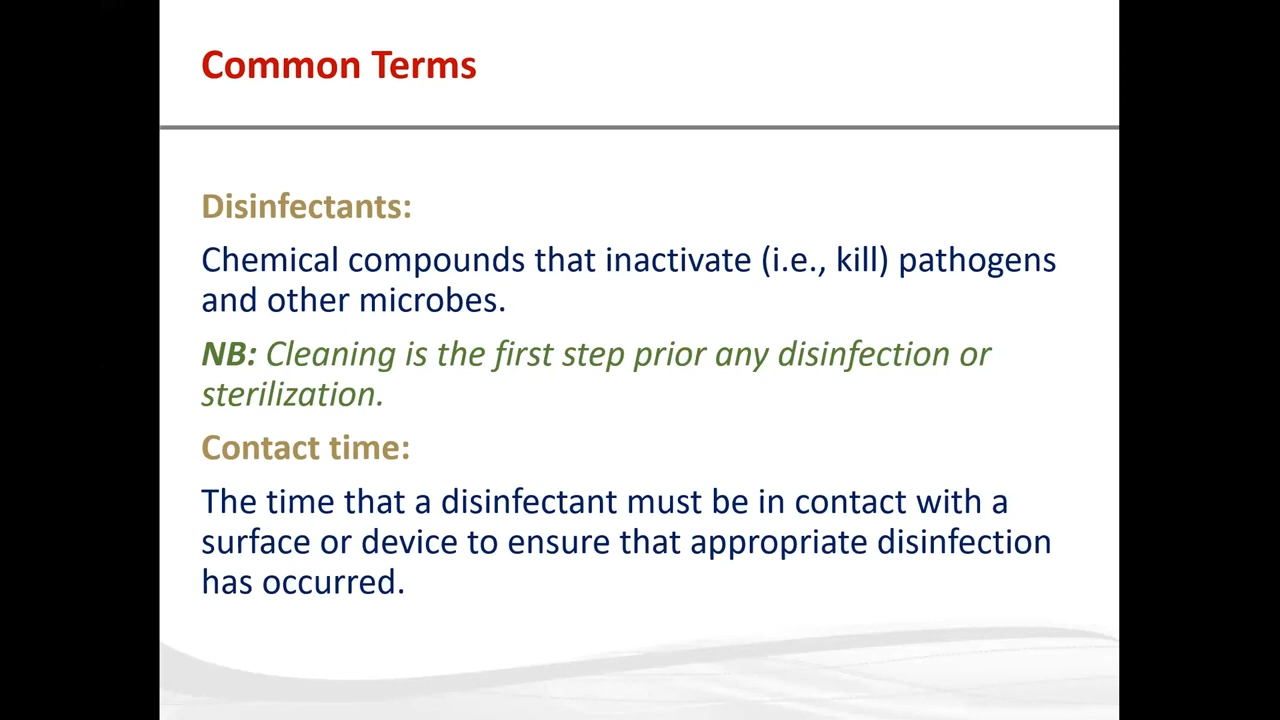 Common Terms
Disinfectants:
Chemical compounds that inactivate (i.e., kill) pathogens
and other microbes.
NB: Cleaning is the first step prior any disinfection or
sterilization.
Contact time:
The time that a disinfectant must be in contact with a
surface or device to ensure that appropriate disinfection
has occurred.